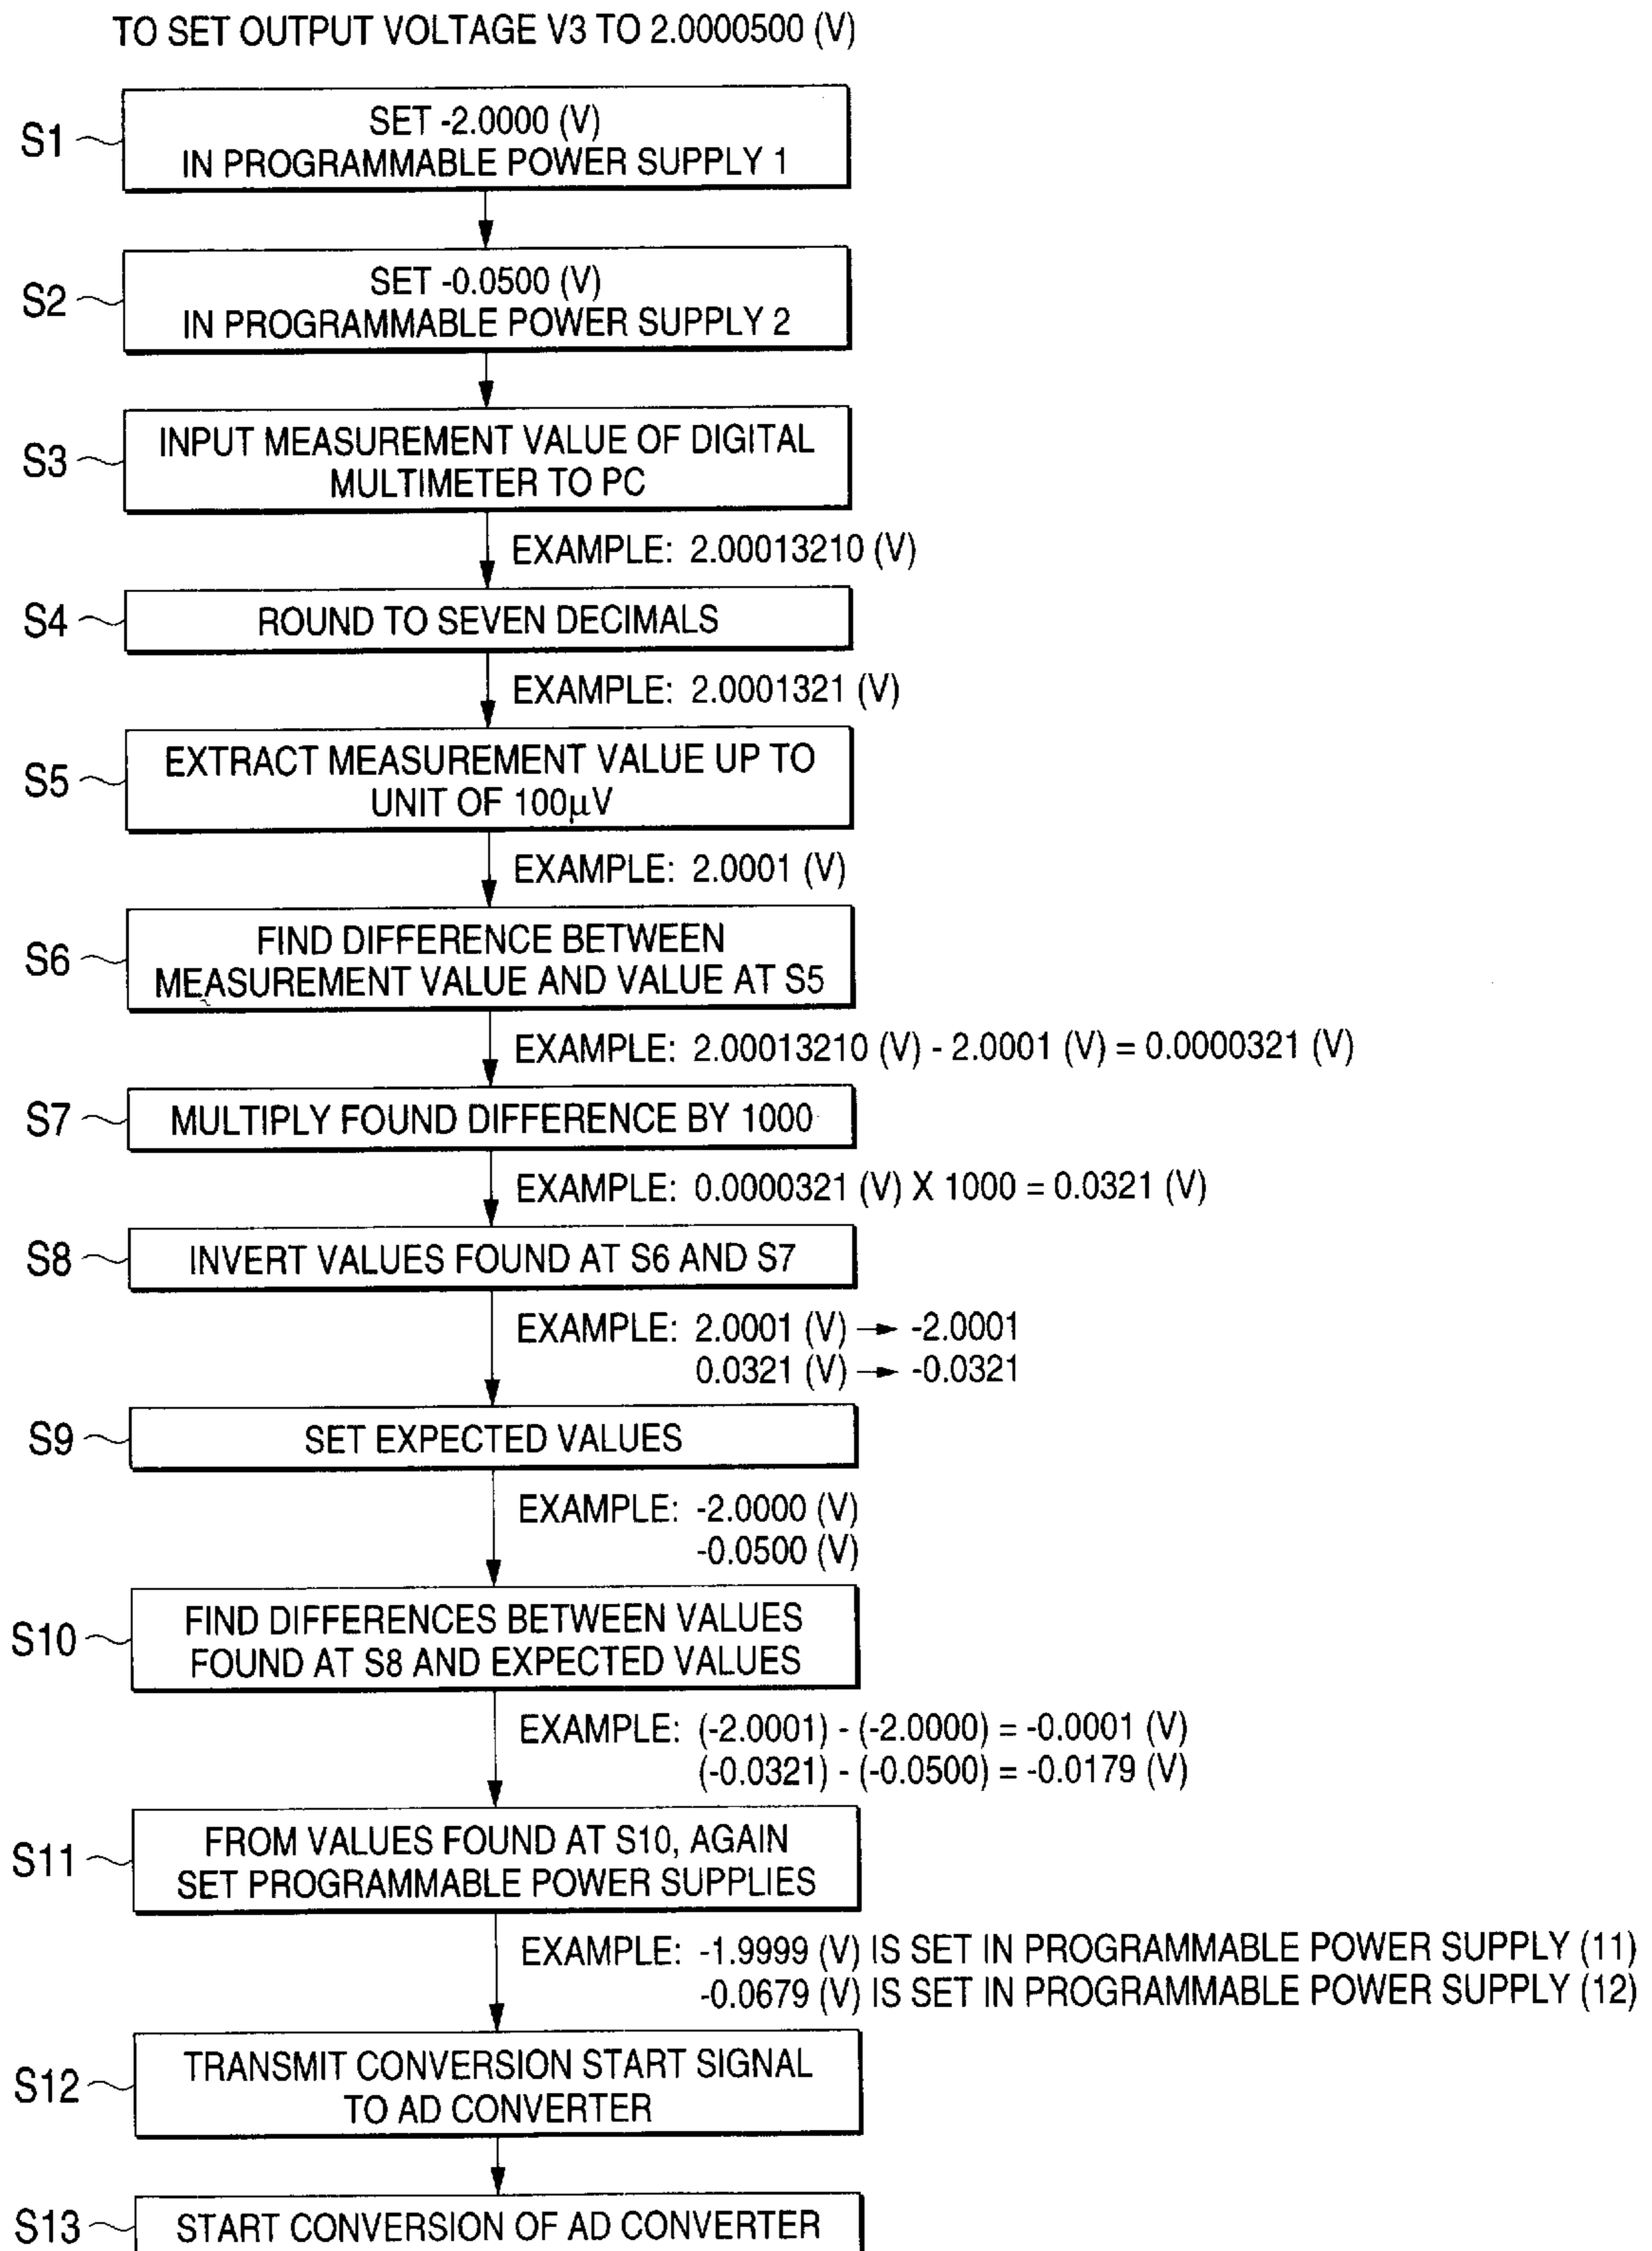 TO SET OUTPUT VOLTAGE V3 TO 2.0000500 (V)
S1
SET -2.0000 (V)
IN PROGRAMMABLE POWER SUPPLY 1
S2
SET -0.0500 (V)
IN PROGRAMMABLE POWER SUPPLY 2
S3
INPUT MEASUREMENT VALUE OF DIGITAL
MULTIMETER TO PC
EXAMPLE: 2.00013210 (V)
S4
ROUND TO SEVEN DECIMALS
EXAMPLE: 2.0001321 (V)
S5
EXTRACT MEASUREMENT VALUE UP TO
UNIT OF 100μV
EXAMPLE: 2.0001 (V)
S6
FIND DIFFERENCE BETWEEN
MEASUREMENT VALUE AND VALUE AT S5
EXAMPLE: 2.00013210 (V) - 2.0001 (V) = 0.0000321 (V)
S7
MULTIPLY FOUND DIFFERENCE BY 1000
EXAMPLE: 0.0000321 (V) X 1000 = 0.0321 (V)
S8
INVERT VALUES FOUND AT S6 AND S7
EXAMPLE: 2.0001 (V) → -2.0001
0.0321 (V) → -0.0321
S9
SET EXPECTED VALUES
EXAMPLE: -2.0000 (V)
-0.0500 (V)
S10
FIND DIFFERENCES BETWEEN VALUES
FOUND AT S8 AND EXPECTED VALUES
EXAMPLE: (-2.0001) - (-2.0000) = -0.0001 (V)
(-0.0321) - (-0.0500) = -0.0179 (V)
S11
FROM VALUES FOUND AT S10, AGAIN
SET PROGRAMMABLE POWER SUPPLIES
EXAMPLE: -1.9999 (V) IS SET IN PROGRAMMABLE POWER SUPPLY (11)
-0.0679 (V) IS SET IN PROGRAMMABLE POWER SUPPLY (12)
S12
TRANSMIT CONVERSION START SIGNAL
TO AD CONVERTER
S13
START CONVERSION OF AD CONVERTER